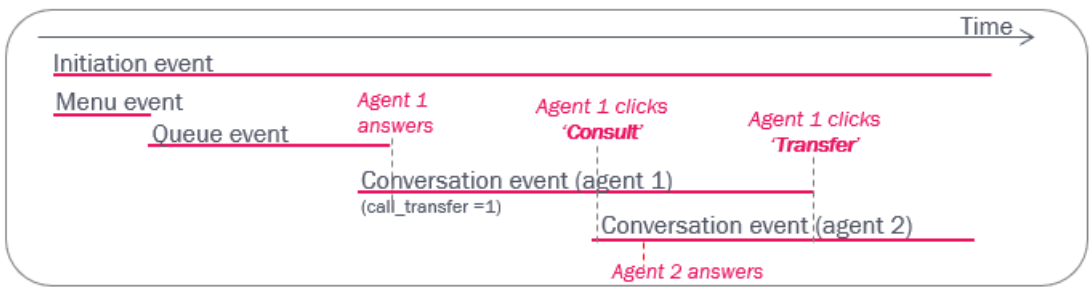 Time
Initiation event
Menu event
Queue event
Agent 1
answers
Agent 1 clicks
‘Consult’
Agent 1 clicks
‘Transfer’
Conversation event (agent 1)
(call_transfer =1)
Conversation event (agent 2)
Agent 2 answers